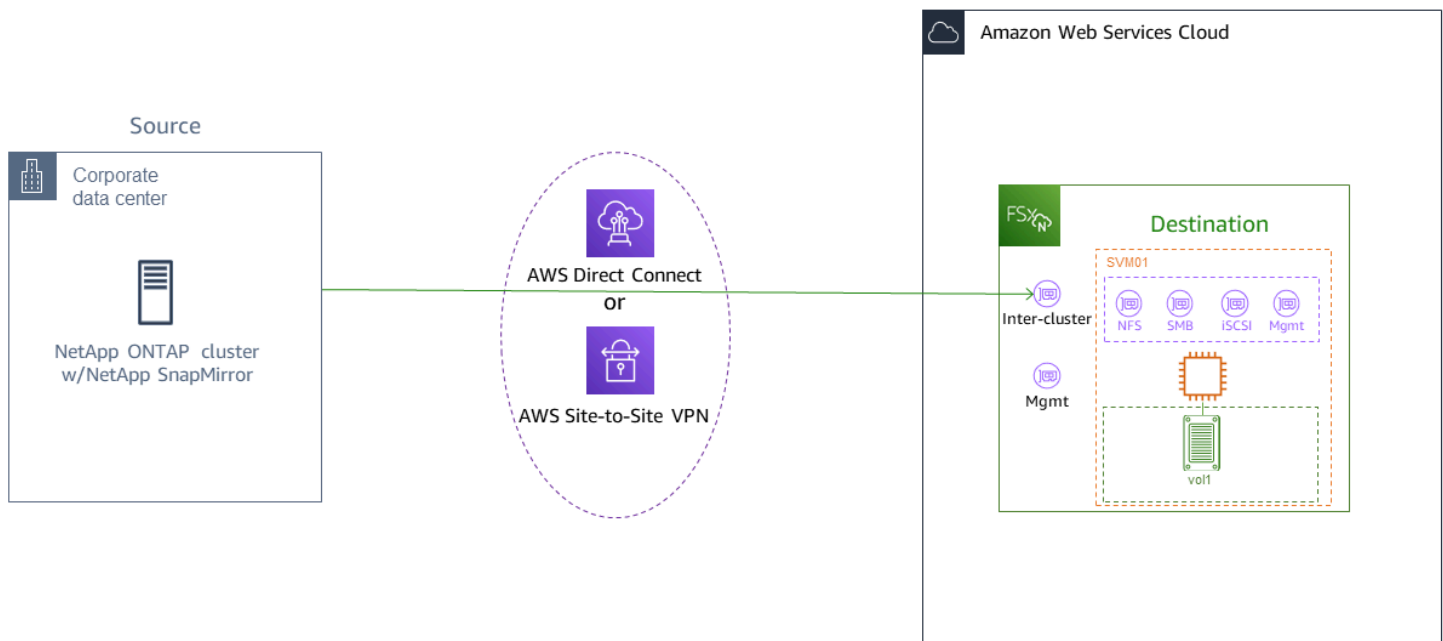 Amazon Web Services Cloud
Source
Corporate
data center
NetApp ONTAP cluster
w/NetApp SnapMirror
AWS Direct Connect
or
AWS Site-to-Site VPN
FSx
N
Destination
Inter-cluster
Mgmt
SVM01
NFS
SMB
iSCSI
Mgmt
vol1